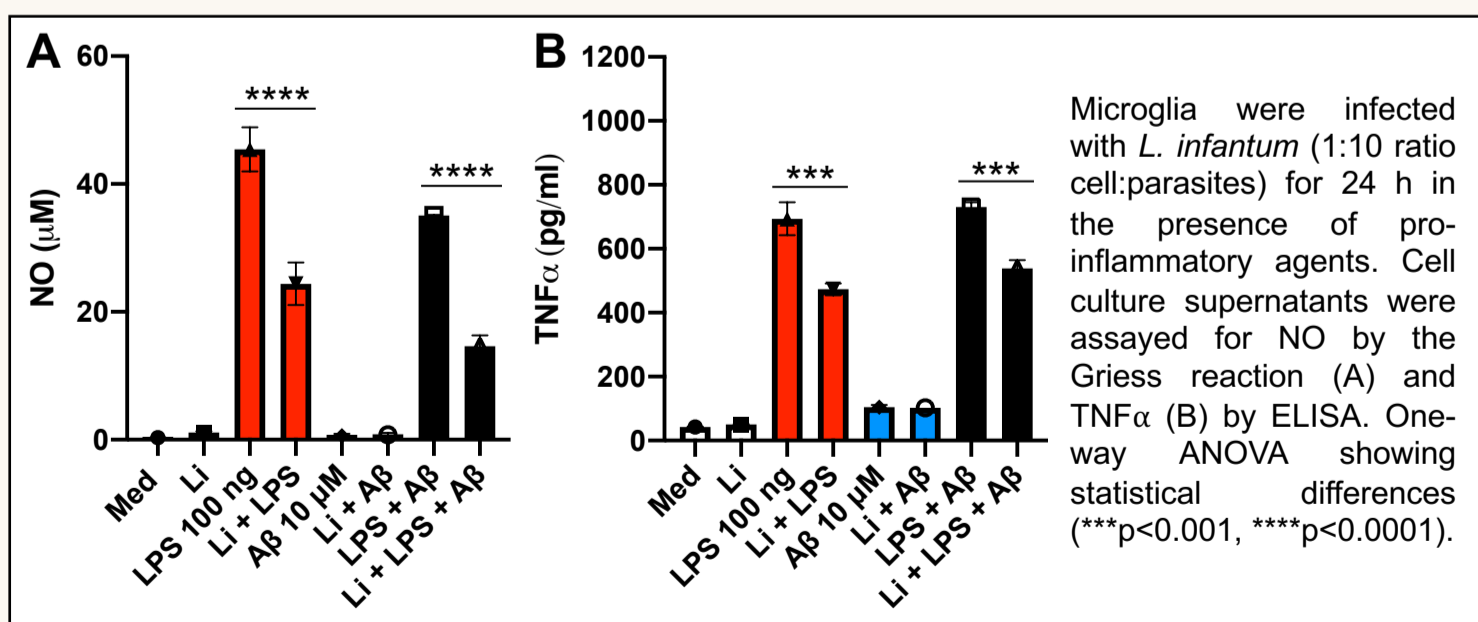 A
60
40
20
0
NO (μM)
****
****
Med
Li
LPS 100 ng
Li + LPS
Aβ 10 μM
Li + Aβ
LPS + Aβ
Li + LPS + Aβ
B
1200
1000
800
600
400
200
0
TNFα (pg/ml)
***
***
Med
Li
LPS 100 ng
Li + LPS
Aβ 10 μM
Li + Aβ
LPS + Aβ
Li + LPS + Aβ
Microglia were infected
with L. infantum (1:10 ratio
cell:parasites) for 24 h in
the presence of pro-
inflammatory agents. Cell
culture supernatants were
assayed for NO by the
Griess reaction (A) and
TNFα (B) by ELISA. One-
way ANOVA showing
statistical differences
(***p<0.001, ****p<0.0001).